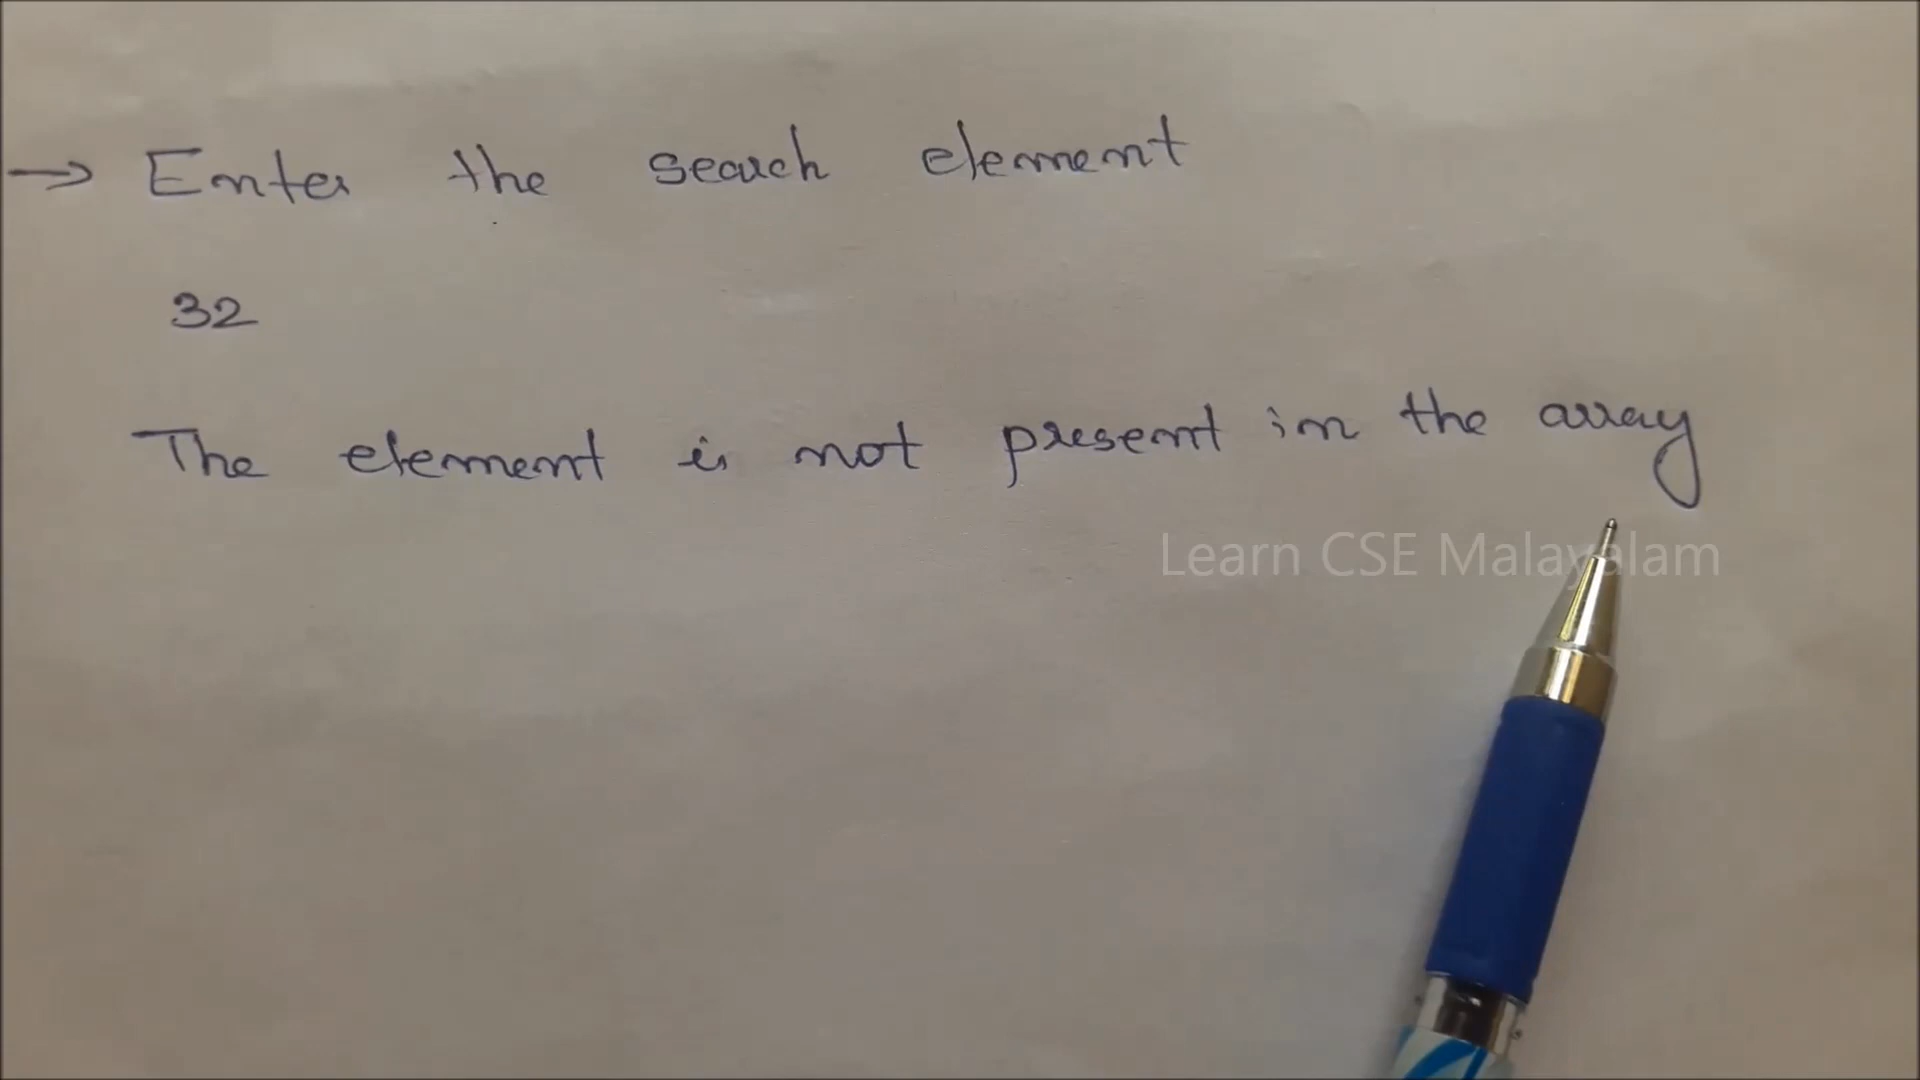 → Enter the search element
32
The element is not present in the array
Learn CSE Malayalam